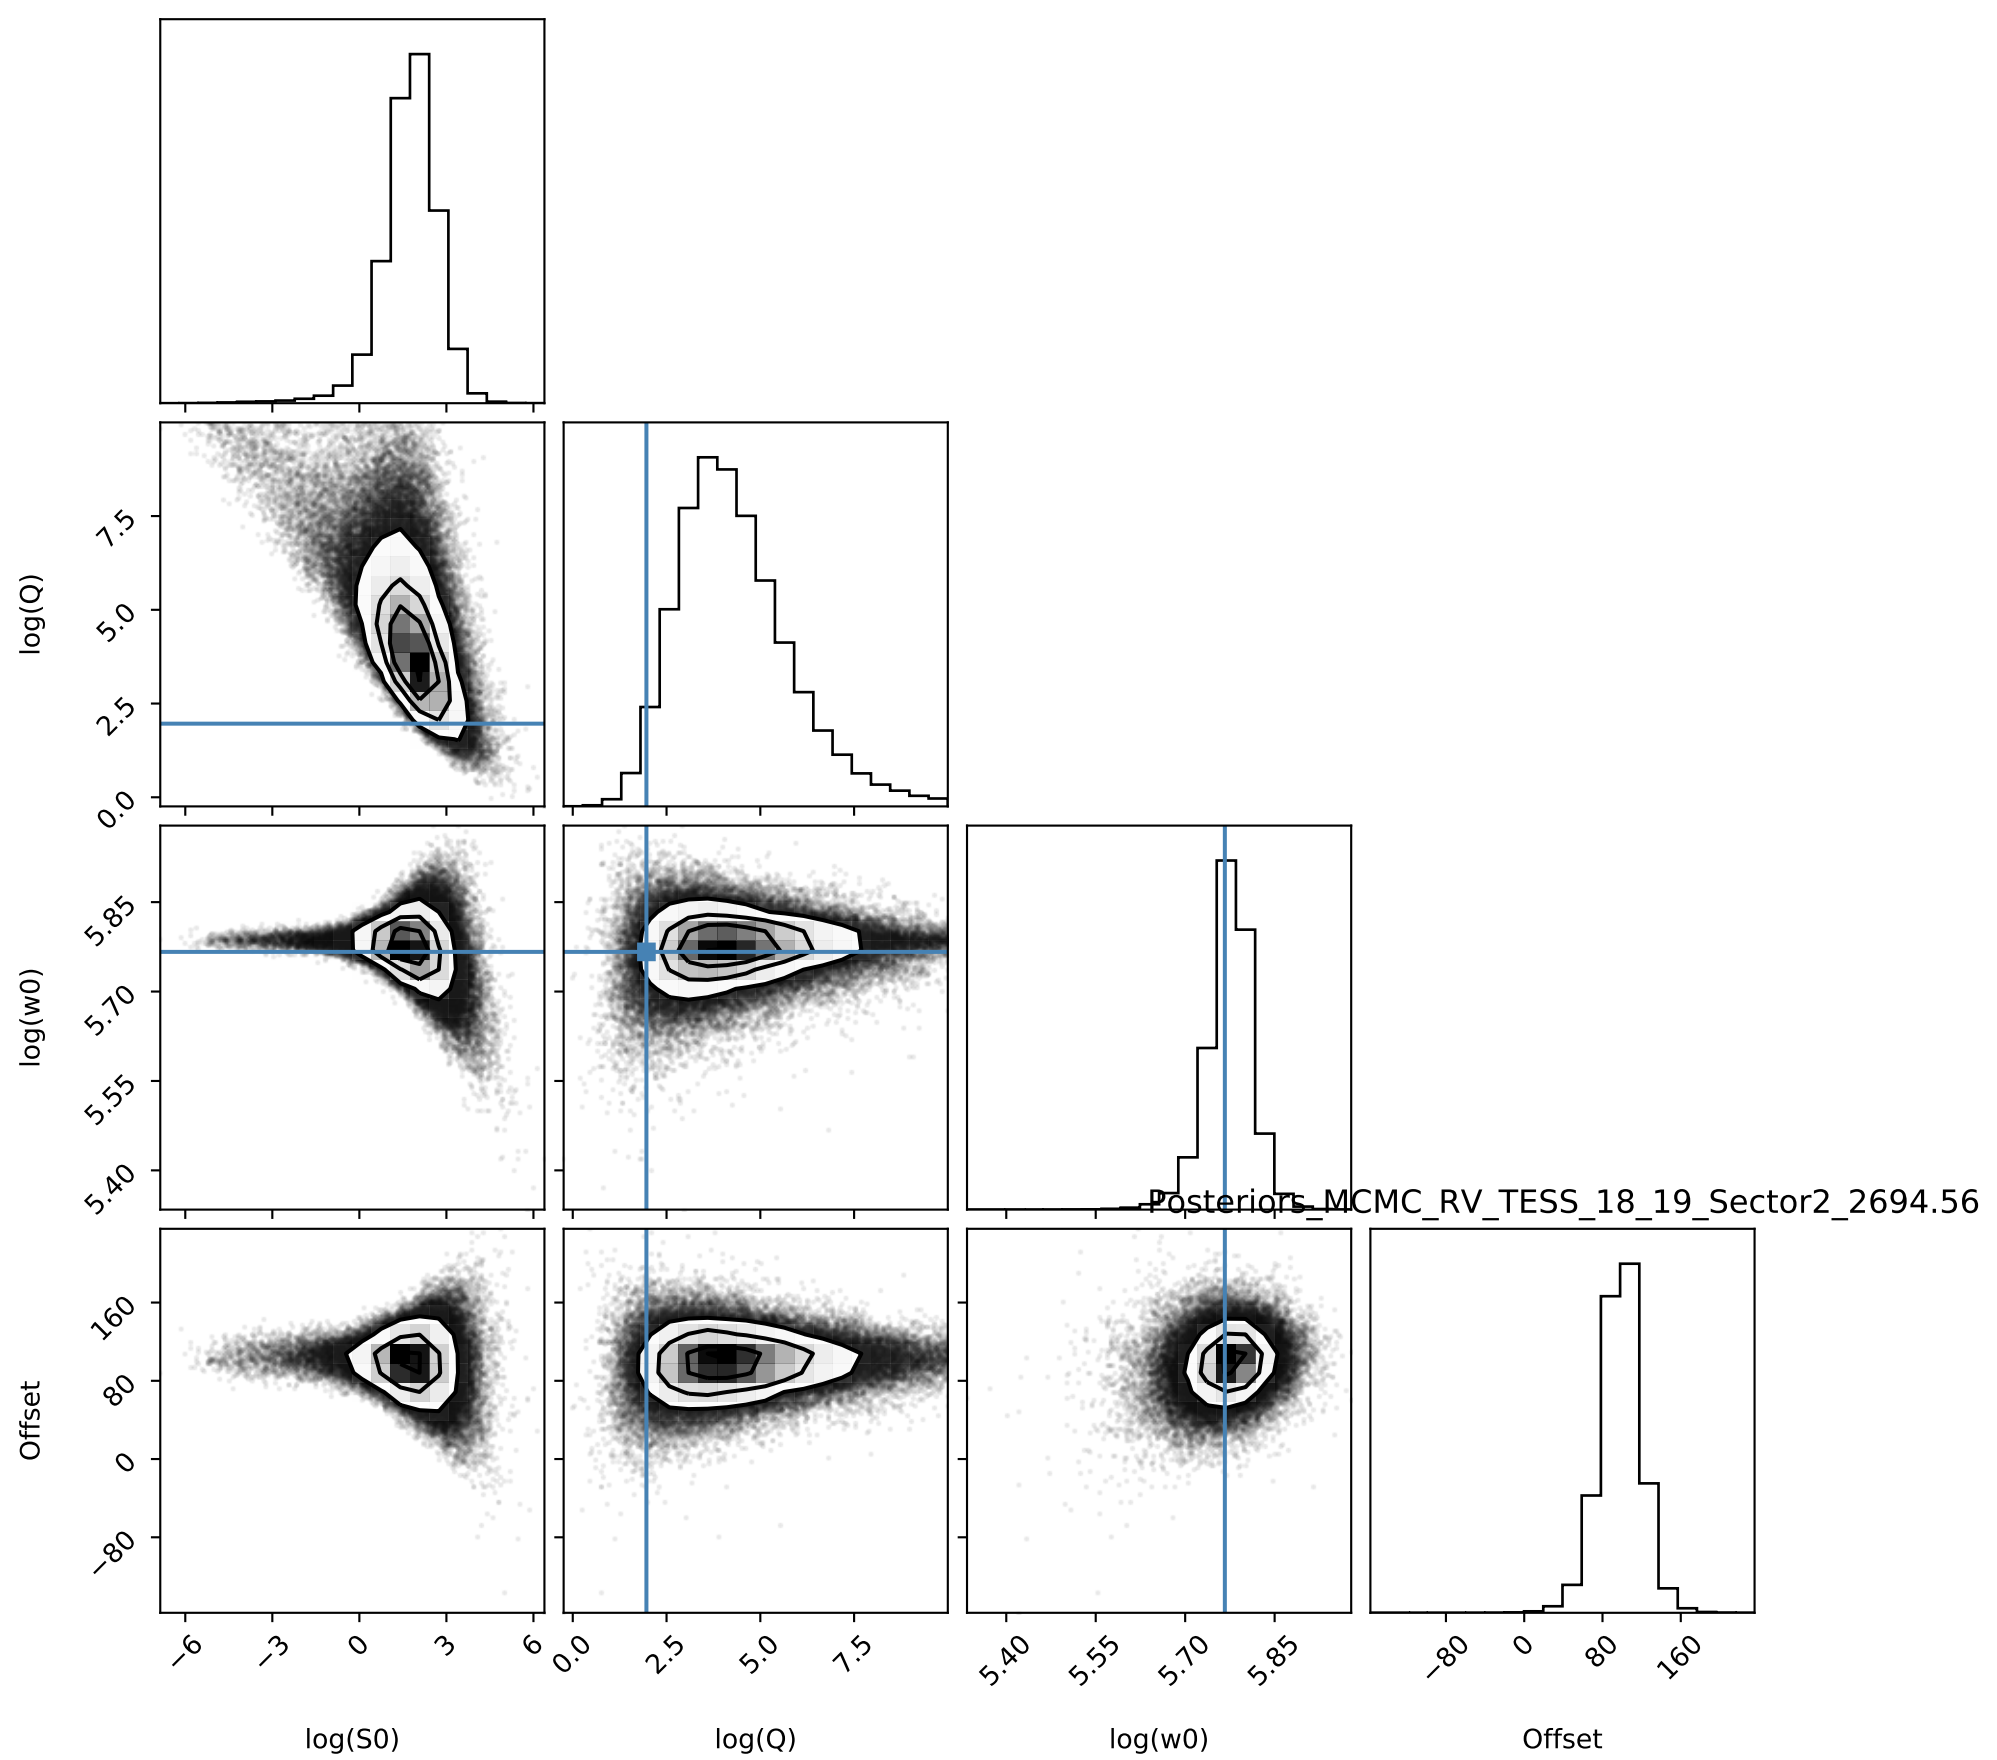 log(Q)
7.5
5.0
2.5
0.0
log(w0)
5.85
5.70
5.55
5.40
Posteriors_MCMC_RV_TESS_18_19_Sector2_2694.56
Offset
160
80
0
−80
−6 −3 0 3 6 0.0 2.5 5.0 7.5 5.40 5.55 5.70 5.85 −80 0 80 160
log(S0) log(Q) log(w0) Offset